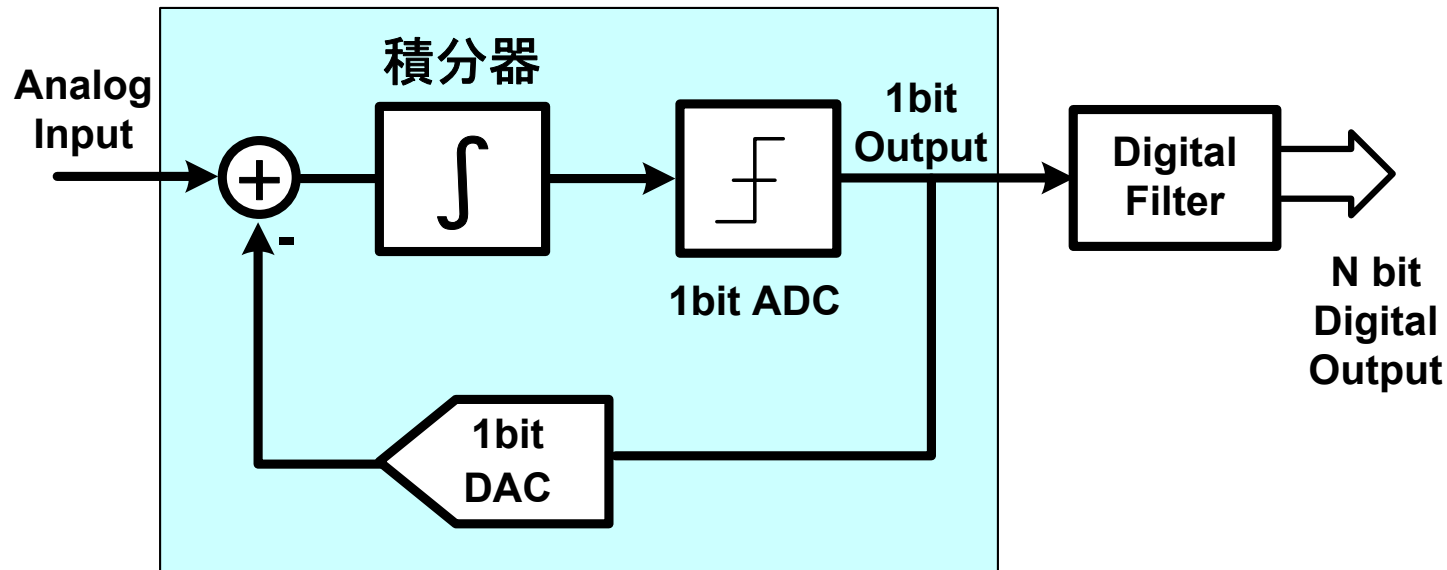 Analog
Input
積分器
+
-
∫
1bit ADC
1bit
Output
1bit
DAC
Digital
Filter
N bit
Digital
Output